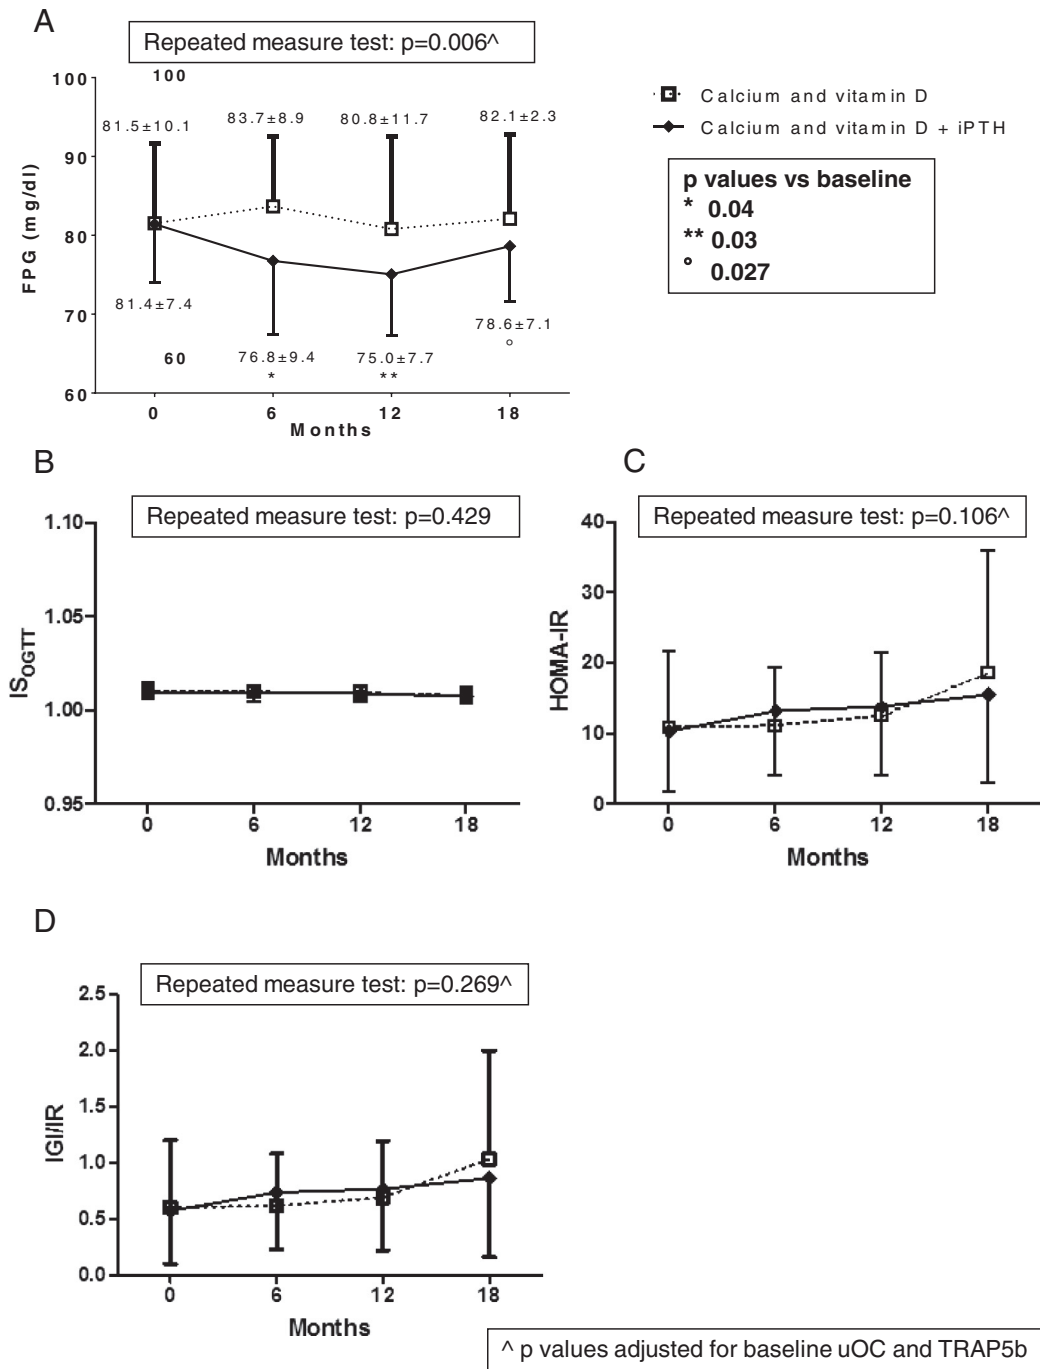 A
Repeated measure test: p=0.006^
100
100
81.5±10.1
83.7±8.9
80.8±11.7
82.1±2.3
90
80
70
60
FPG (mg/dl)
81.4±7.4
60
76.8±9.4
*
75.0±7.7
**
78.6±7.1
°
0 6 12 18
Months
Calcium and vitamin D
Calcium and vitamin D + iPTH
p values vs baseline
* 0.04
** 0.03
° 0.027
B
Repeated measure test: p=0.429
1.10
1.05
1.00
0.95
ISOGTT
0 6 12 18
Months
C
Repeated measure test: p=0.106^
40
30
20
10
0
HOMA-IR
0 6 12 18
Months
D
Repeated measure test: p=0.269^
2.5
2.0
1.5
1.0
0.5
0.0
IGI/IR
0 6 12 18
Months
^ p values adjusted for baseline uOC and TRAP5b